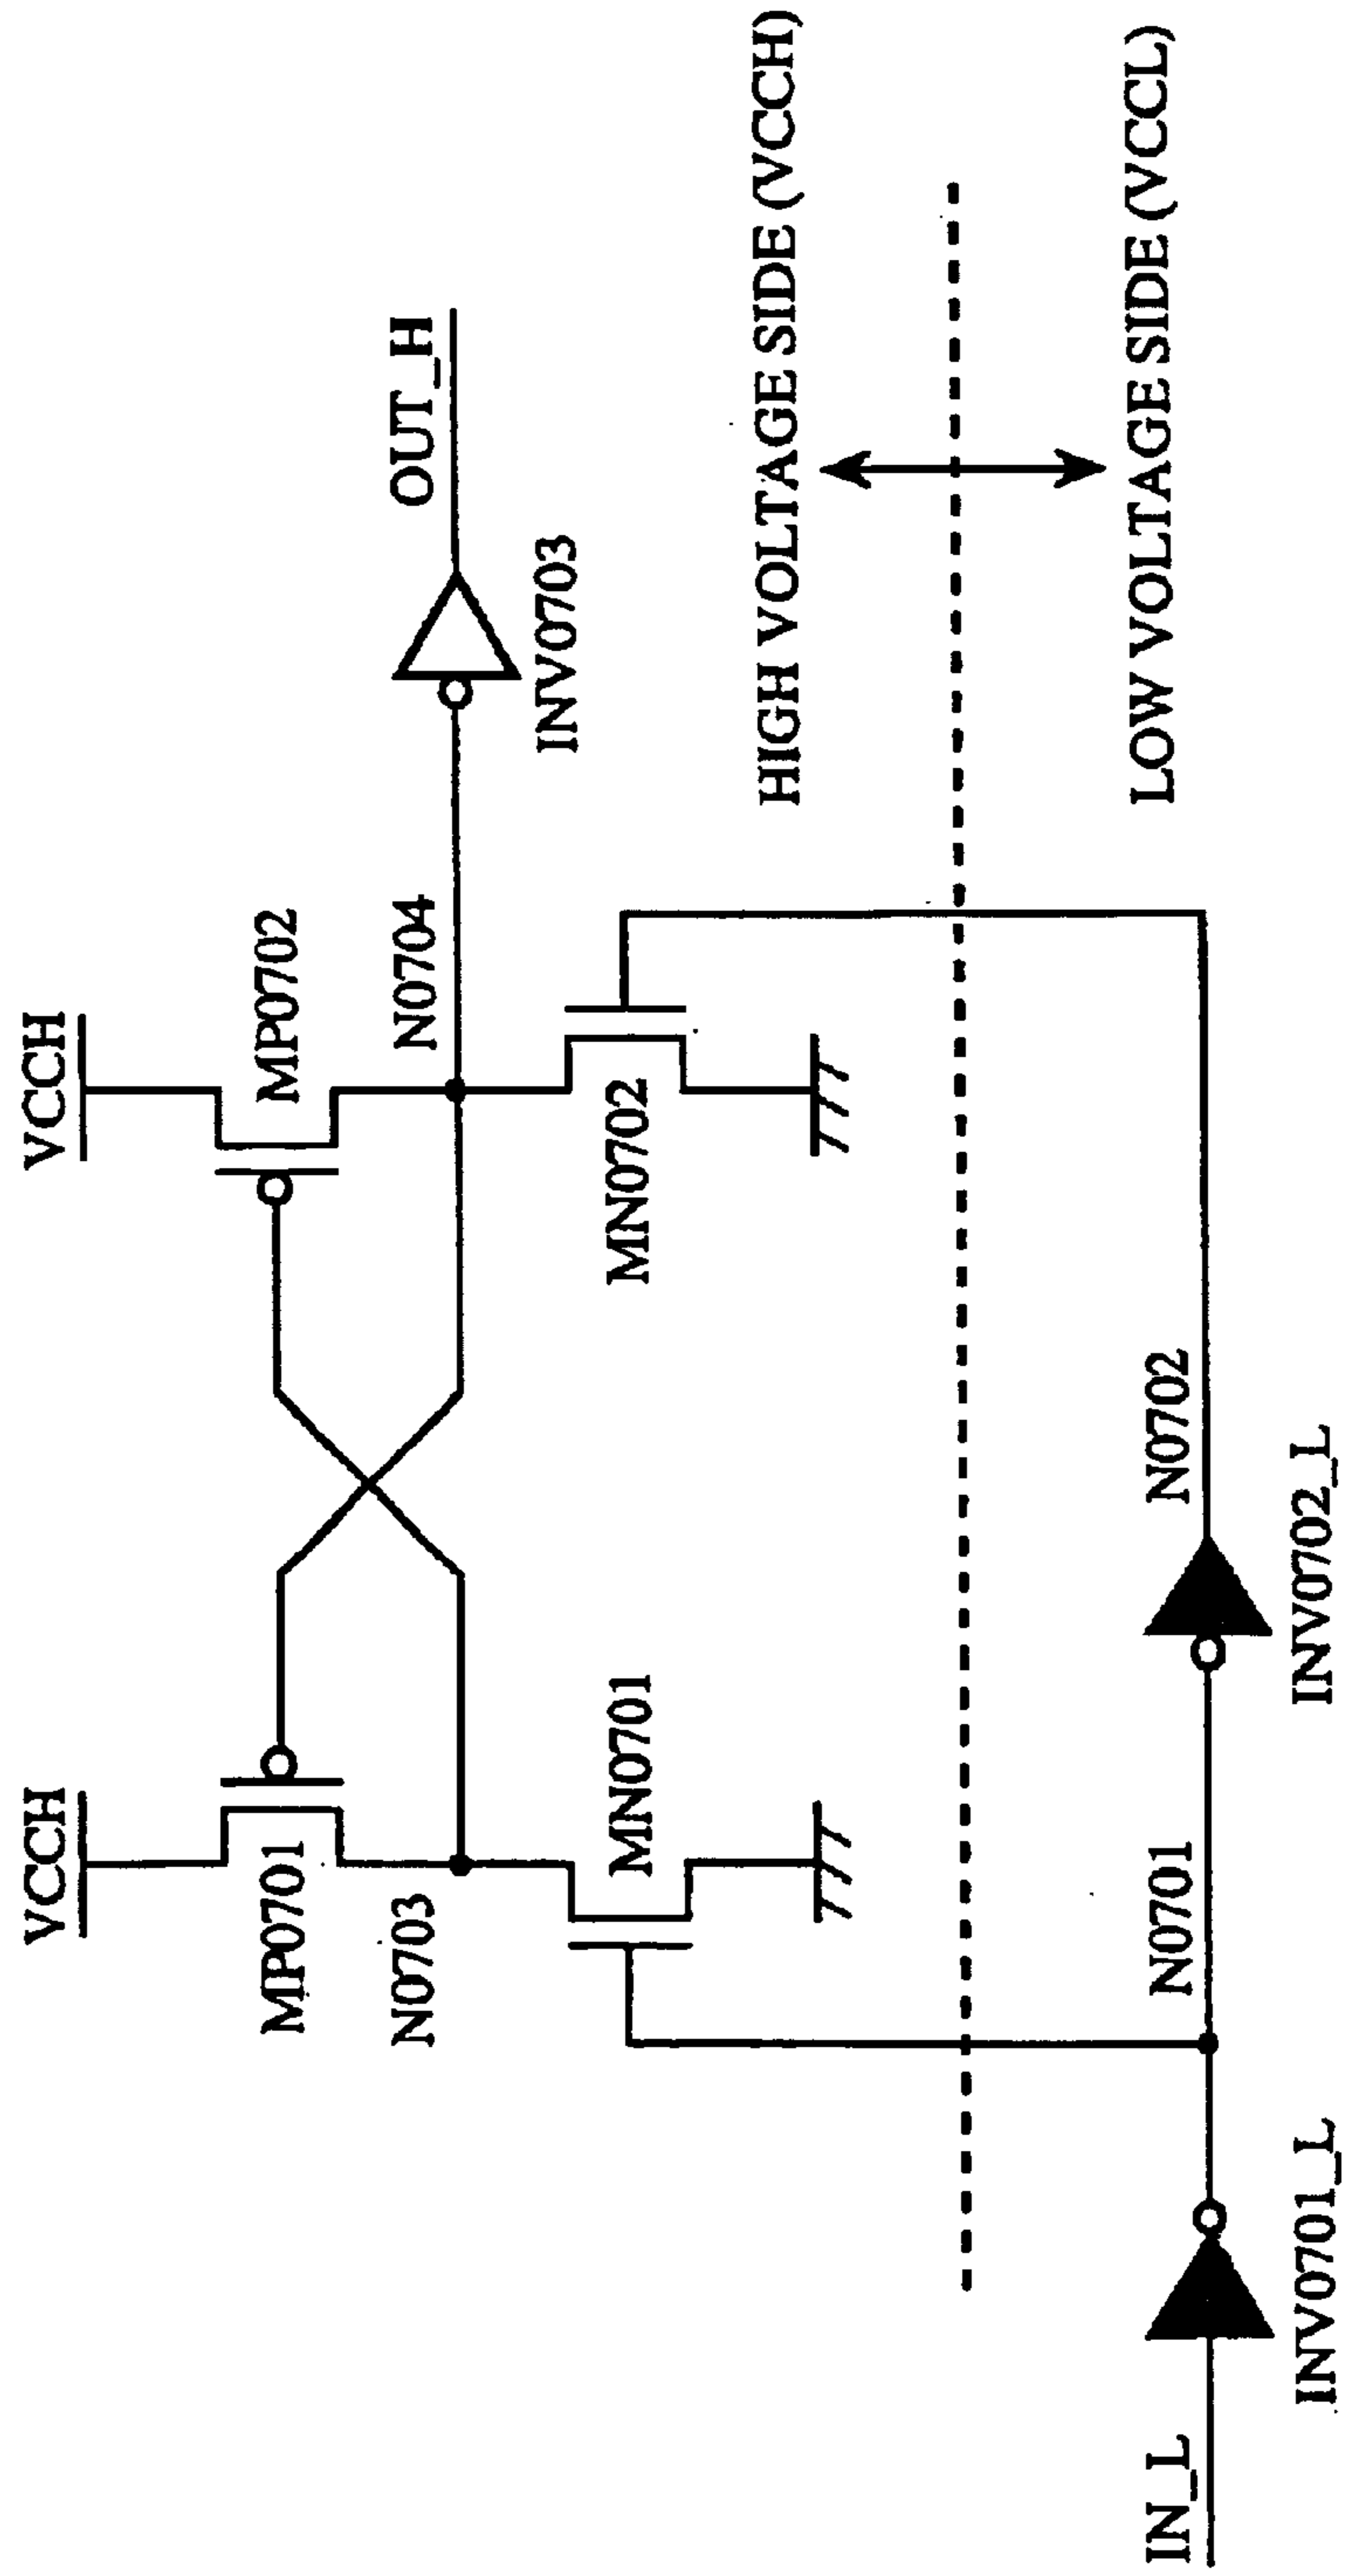 VCCH
VCCH
MP0701
MP0702
N0703
N0704
OUT_H
INV0703
MN0701
MN0702
HIGH VOLTAGE SIDE (VCCH)
LOW VOLTAGE SIDE (VCCL)
IN_L
N0701
N0702
INV0701_L
INV0702_L